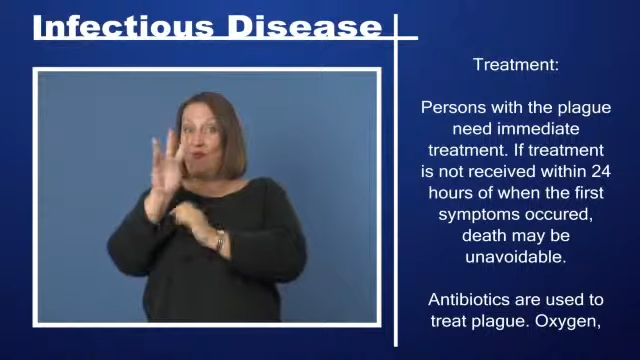 Infectious Disease
Treatment:
Persons with the plague
need immediate
treatment. If treatment
is not received within 24
hours of when the first
symptoms occured,
death may be
unavoidable.
Antibiotics are used to
treat plague. Oxygen,